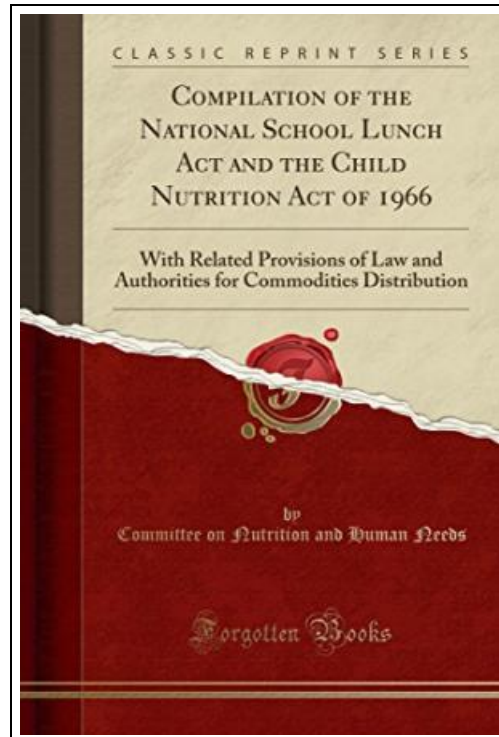 CLASSIC REPRINT SERIES
COMPILATION OF THE
NATIONAL SCHOOL LUNCH
ACT AND THE CHILD
NUTRITION ACT OF 1966
With Related Provisions of Law and
Authorities for Commodities Distribution
by
Committee on Nutrition and Human Needs
Forgotten Books